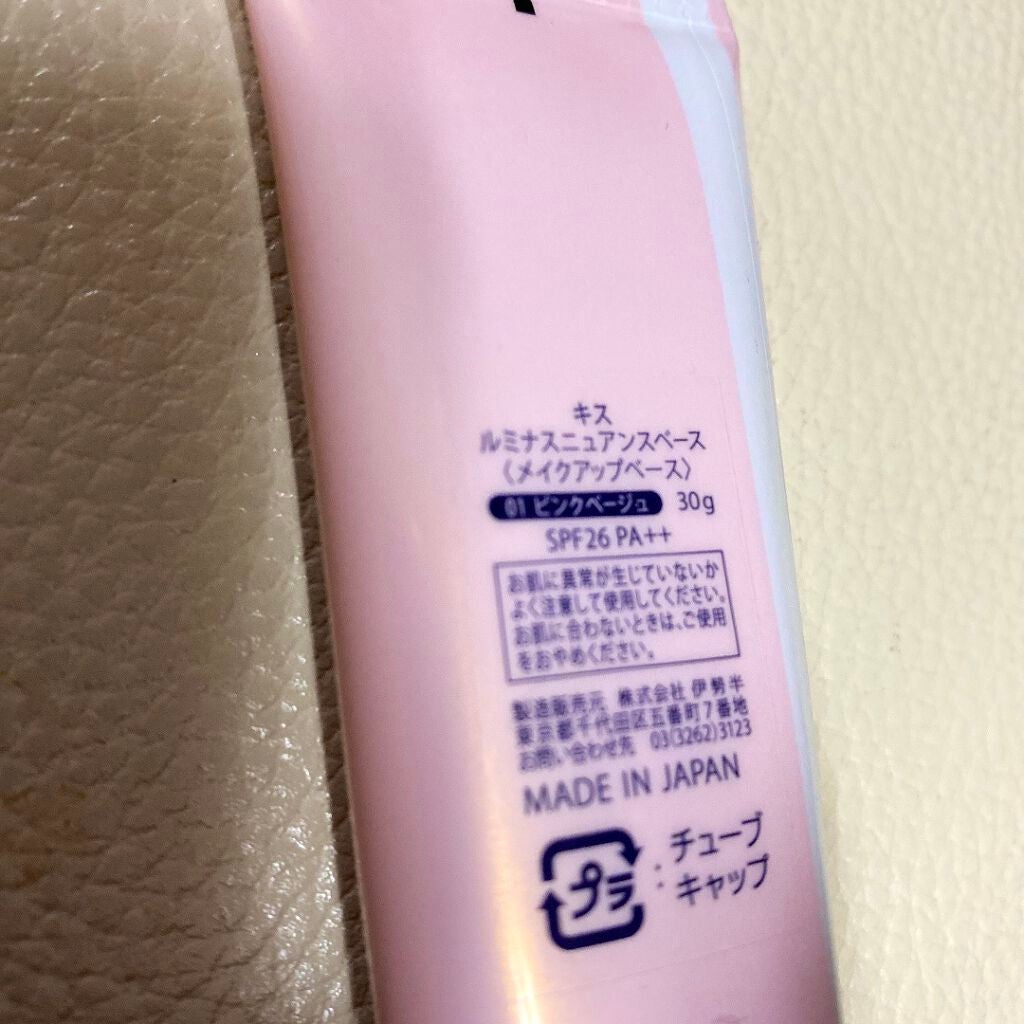 キス
ルミナスニュアンスベース
〈メイクアップベース〉
01 ピンクベージュ 30g
SPF26 PA++
お肌に異常が生じていないか
よく注意して使用してください。
お肌に合わないときは、ご使用
をおやめください。
製造販売元 株式会社 伊勢半
東京都千代田区五番町7番地
お問い合わせ先 03(3262)3123
MADE IN JAPAN
プラ : チューブ
キャップ